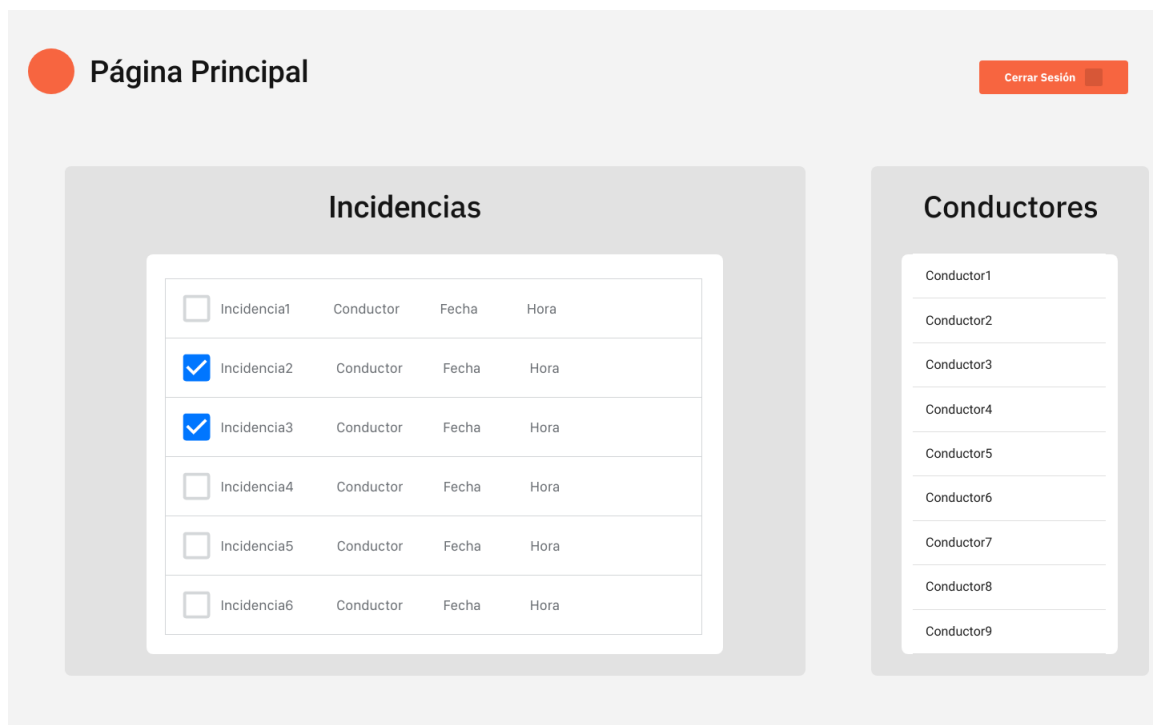 Página Principal
Cerrar Sesión
Incidencias
Incidencia1 Conductor Fecha Hora
Incidencia2 Conductor Fecha Hora
Incidencia3 Conductor Fecha Hora
Incidencia4 Conductor Fecha Hora
Incidencia5 Conductor Fecha Hora
Incidencia6 Conductor Fecha Hora
Conductores
Conductor1
Conductor2
Conductor3
Conductor4
Conductor5
Conductor6
Conductor7
Conductor8
Conductor9